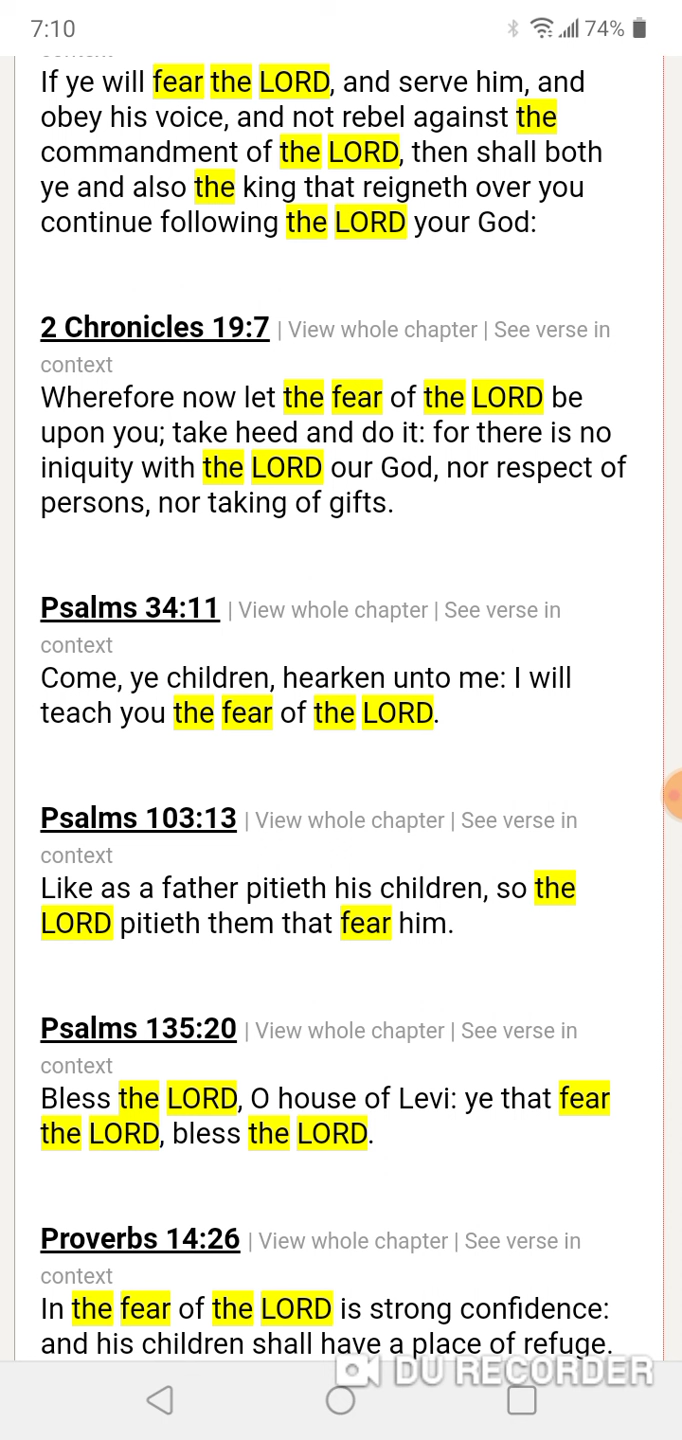 7:10
74%
If ye will fear the LORD, and serve him, and
obey his voice, and not rebel against the
commandment of the LORD, then shall both
ye and also the king that reigneth over you
continue following the LORD your God:
2 Chronicles 19:7 | View whole chapter | See verse in
context
Wherefore now let the fear of the LORD be
upon you; take heed and do it: for there is no
iniquity with the LORD our God, nor respect of
persons, nor taking of gifts.
Psalms 34:11 | View whole chapter | See verse in
context
Come, ye children, hearken unto me: I will
teach you the fear of the LORD.
Psalms 103:13 | View whole chapter | See verse in
context
Like as a father pitieth his children, so the
LORD pitieth them that fear him.
Psalms 135:20 | View whole chapter | See verse in
context
Bless the LORD, O house of Levi: ye that fear
the LORD, bless the LORD.
Proverbs 14:26 | View whole chapter | See verse in
context
In the fear of the LORD is strong confidence:
and his children shall have a place of refuge.
DU RECORDER